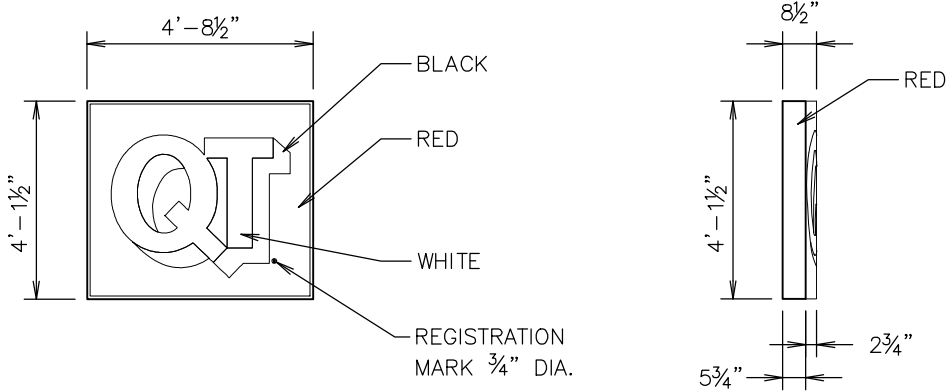 4'-8½"
BLACK
RED
4'-1½"
QT
WHITE
REGISTRATION
MARK ¾" DIA.
8½"
RED
4'-1½"
2¾"
5¾"